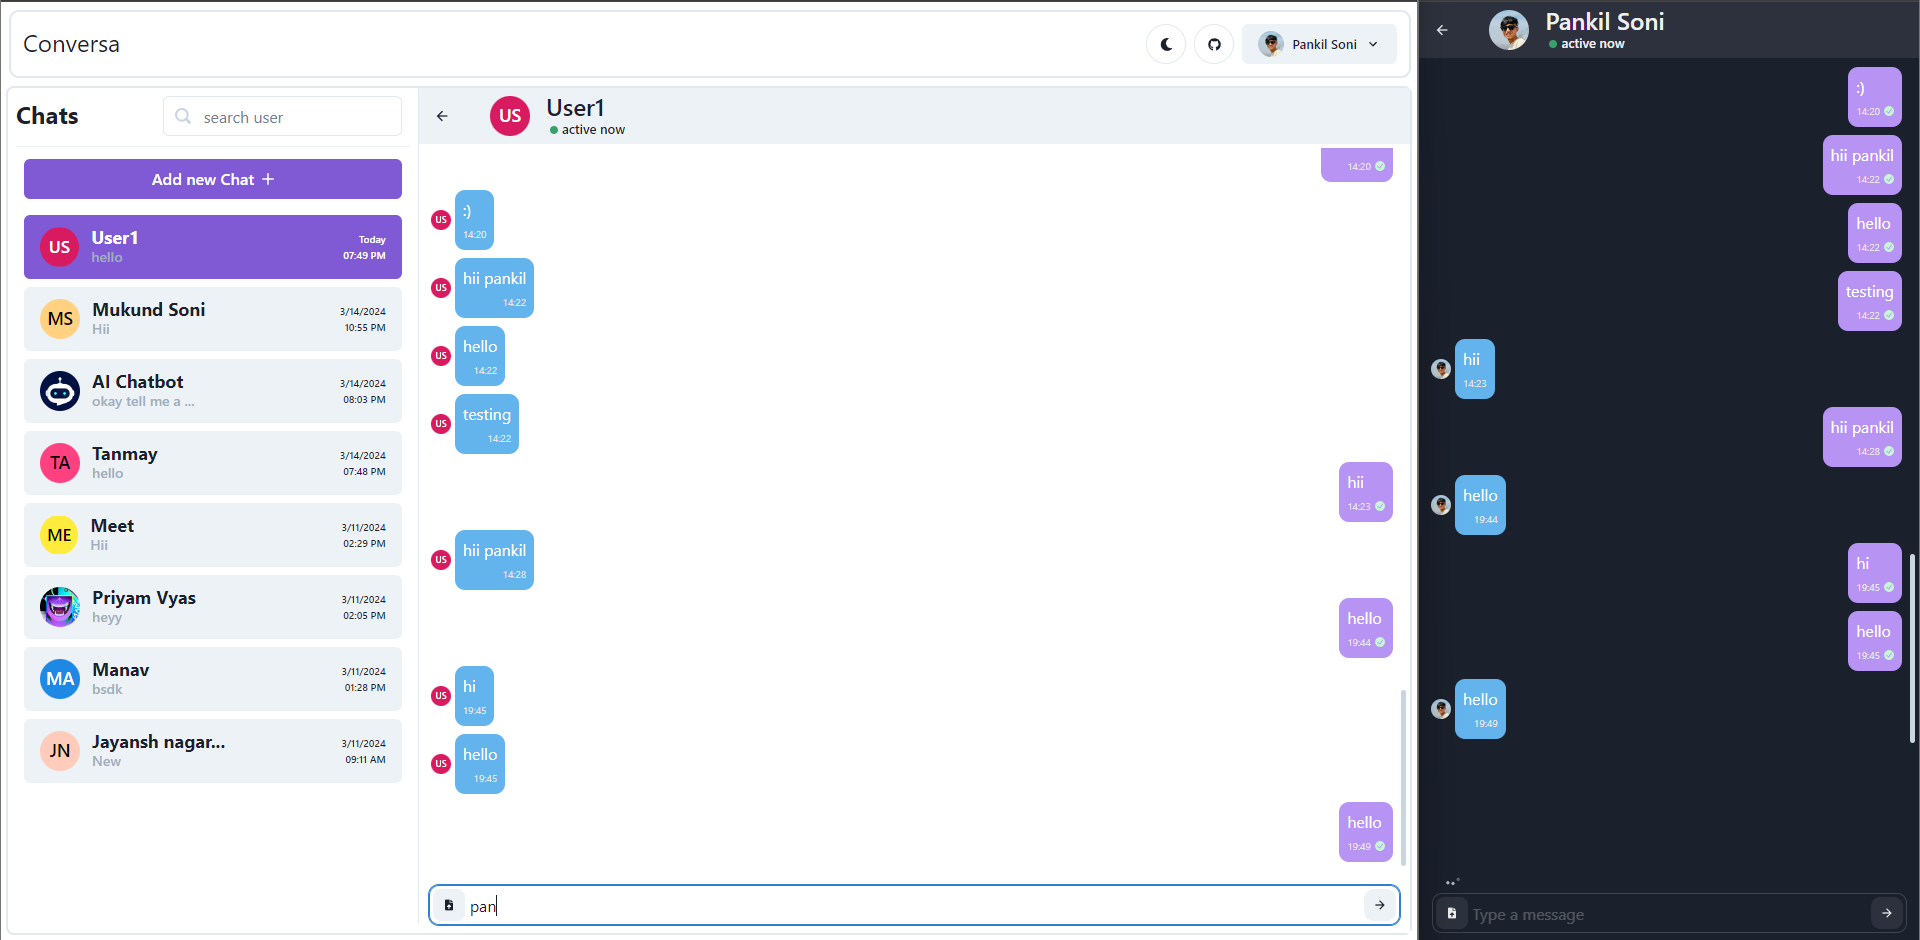 Conversa
Pankil Soni
Chats
search user
Add new Chat +
US
User1
hello
Today
07:49 PM
MS
Mukund Soni
Hii
3/14/2024
10:55 PM
AI Chatbot
okay tell me a ...
3/14/2024
08:03 PM
TA
Tanmay
hello
3/14/2024
07:48 PM
ME
Meet
Hii
3/11/2024
02:29 PM
Priyam Vyas
heyy
3/11/2024
02:05 PM
MA
Manav
bsdk
3/11/2024
01:28 PM
JN
Jayansh nagar...
New
3/11/2024
09:11 AM
US
User1
active now
14:20
US
:)
14:20
US
hii pankil
14:22
US
hello
14:22
US
testing
14:22
hii
14:23
US
hii pankil
14:28
hello
19:44
US
hi
19:45
US
hello
19:45
hello
19:49
pan
Pankil Soni
active now
:)
14:20
hii pankil
14:22
hello
14:22
testing
14:22
hii
14:23
hii pankil
14:28
hello
19:44
hi
19:45
hello
19:45
hello
19:49
Type a message